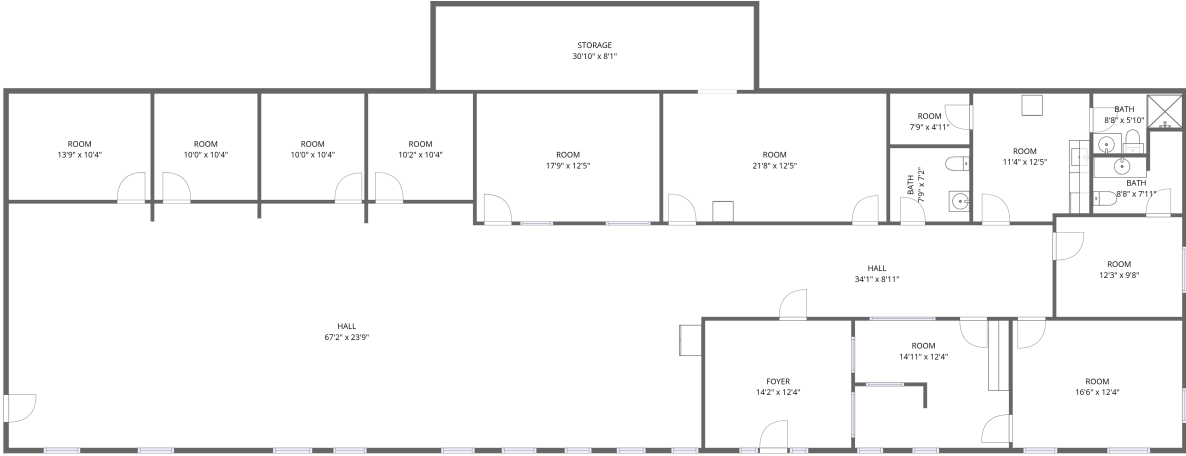 STORAGE
30'10" x 8'1"
ROOM
13'9" x 10'4"
ROOM
10'0" x 10'4"
ROOM
10'0" x 10'4"
ROOM
10'2" x 10'4"
ROOM
17'9" x 12'5"
ROOM
21'8" x 12'5"
ROOM
7'9" x 4'11"
BATH
7'9" x 7'2"
ROOM
11'4" x 12'5"
BATH
8'8" x 5'10"
BATH
8'8" x 7'11"
ROOM
12'3" x 9'8"
HALL
34'1" x 8'11"
HALL
67'2" x 23'9"
FOYER
14'2" x 12'4"
ROOM
14'11" x 12'4"
ROOM
16'6" x 12'4"